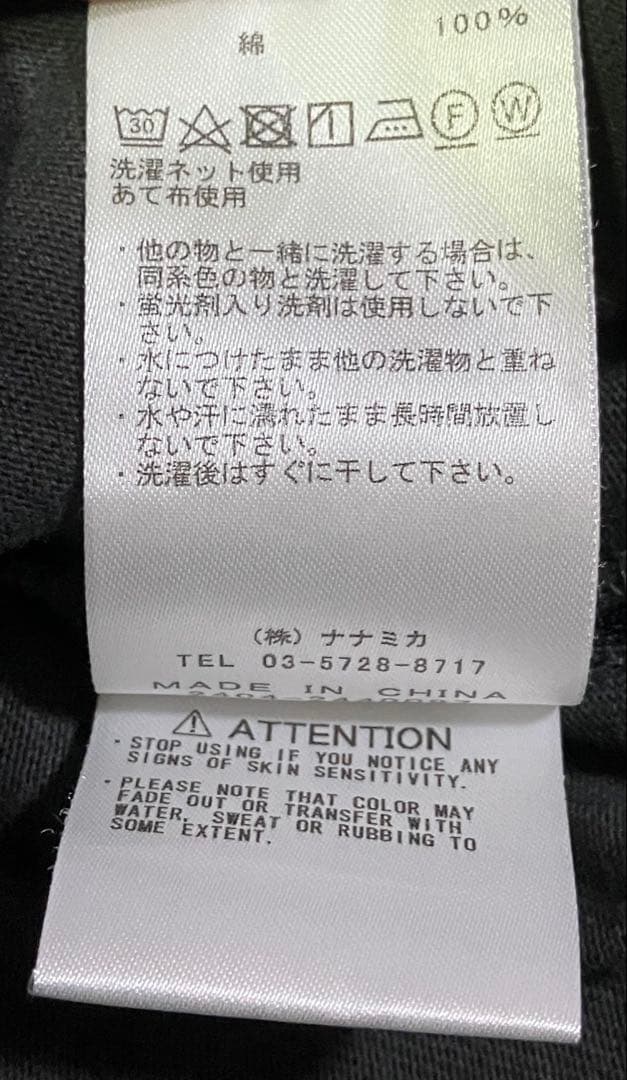 綿 100%
30 F W
洗濯ネット使用
あて布使用
・他の物と一緒に洗濯する場合は、
同系色の物と洗濯して下さい。
・蛍光剤入り洗剤は使用しないで下
さい。
・水につけたまま他の洗濯物と重ね
ないで下さい。
・水や汗に濡れたまま長時間放置し
ないで下さい。
・洗濯後はすぐに干して下さい。
（株）ナナミカ
TEL 03-5728-8717
MADE IN CHINA
ATTENTION
・STOP USING IF YOU NOTICE ANY
SIGNS OF SKIN SENSITIVITY.
・PLEASE NOTE THAT COLOR MAY
FADE OUT OR TRANSFER WITH
WATER, SWEAT OR RUBBING TO
SOME EXTENT.